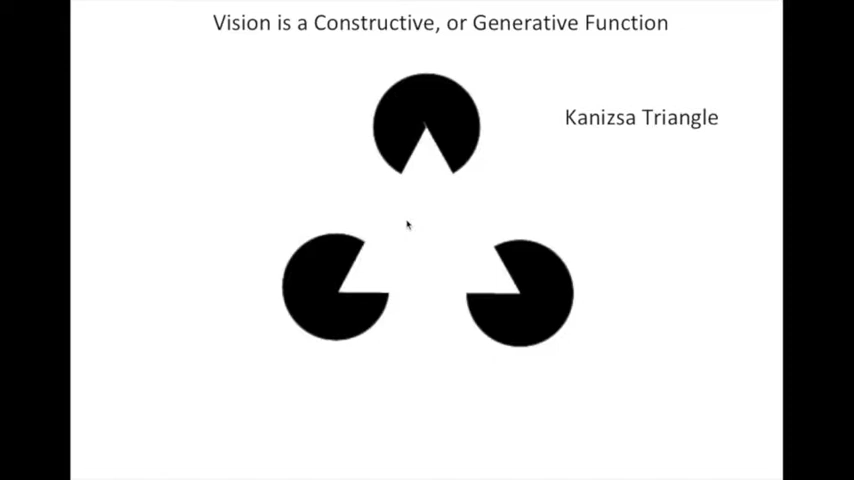 Vision is a Constructive, or Generative Function
Kanizsa Triangle